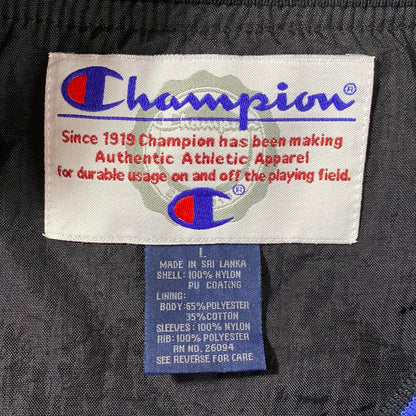 Champion®
Since 1919 Champion has been making
Authentic Athletic Apparel
for durable usage on and off the playing field.
®
L
MADE IN SRI LANKA
SHELL: 100% NYLON
PU COATING
LINING:
BODY: 65% POLYESTER
35% COTTON
SLEEVES: 100% NYLON
RIB: 100% POLYESTER
RN NO. 26094
SEE REVERSE FOR CARE